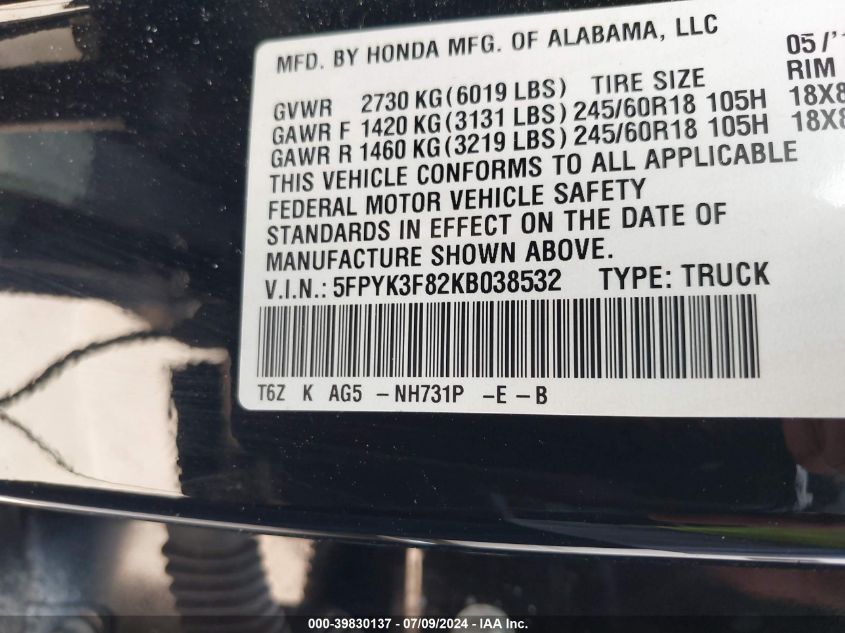 MFD. BY HONDA MFG. OF ALABAMA, LLC 05/'
GVWR 2730 KG (6019 LBS) TIRE SIZE RIM
GAWR F 1420 KG (3131 LBS) 245/60R18 105H 18X8
GAWR R 1460 KG (3219 LBS) 245/60R18 105H 18X8
THIS VEHICLE CONFORMS TO ALL APPLICABLE
FEDERAL MOTOR VEHICLE SAFETY
STANDARDS IN EFFECT ON THE DATE OF
MANUFACTURE SHOWN ABOVE.
V.I.N.: 5FPYK3F82KB038532 TYPE: TRUCK
T6Z K AG5 -NH731P -E -B
000-39830137 - 07/09/2024 - IAA Inc.